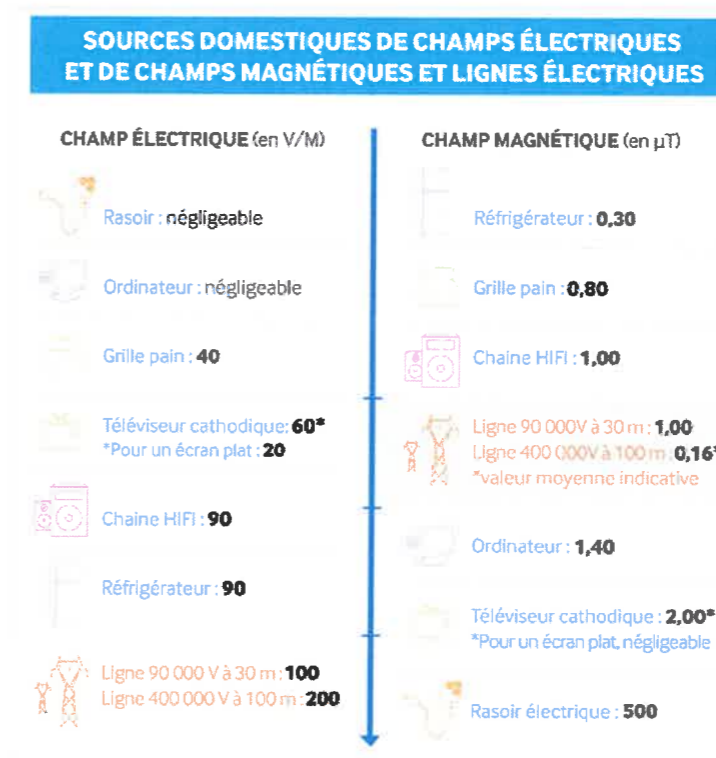 SOURCES DOMESTIQUES DE CHAMPS ÉLECTRIQUES
ET DE CHAMPS MAGNÉTIQUES ET LIGNES ÉLECTRIQUES
CHAMP ÉLECTRIQUE (en V/M)
Rasoir : négligeable
Ordinateur : négligeable
Grille pain : 40
Téléviseur cathodique: 60*
*Pour un écran plat : 20
Chaine HIFI : 90
Réfrigérateur : 90
Ligne 90 000 V à 30 m : 100
Ligne 400 000 V à 100 m : 200
CHAMP MAGNÉTIQUE (en µT)
Réfrigérateur : 0,30
Grille pain : 0,80
Chaine HIFI : 1,00
Ligne 90 000V à 30 m : 1,00
Ligne 400 000V à 100 m : 0,16*
*valeur moyenne indicative
Ordinateur : 1,40
Téléviseur cathodique : 2,00*
*Pour un écran plat, négligeable
Rasoir électrique : 500